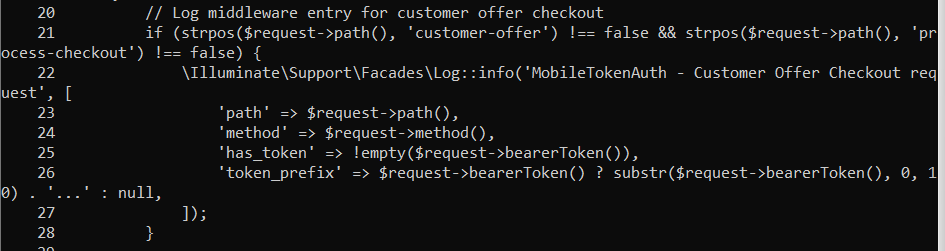 20          // Log middleware entry for customer offer checkout
21          if (strpos($request->path(), 'customer-offer') !== false && strpos($request->path(), 'pr
ocess-checkout') !== false) {
22              \Illuminate\Support\Facades\Log::info('MobileTokenAuth - Customer Offer Checkout req
uest', [
23                  'path' => $request->path(),
24                  'method' => $request->method(),
25                  'has_token' => !empty($request->bearerToken()),
26                  'token_prefix' => $request->bearerToken() ? substr($request->bearerToken(), 0, 1
0) . '...' : null,
27              ]);
28          }